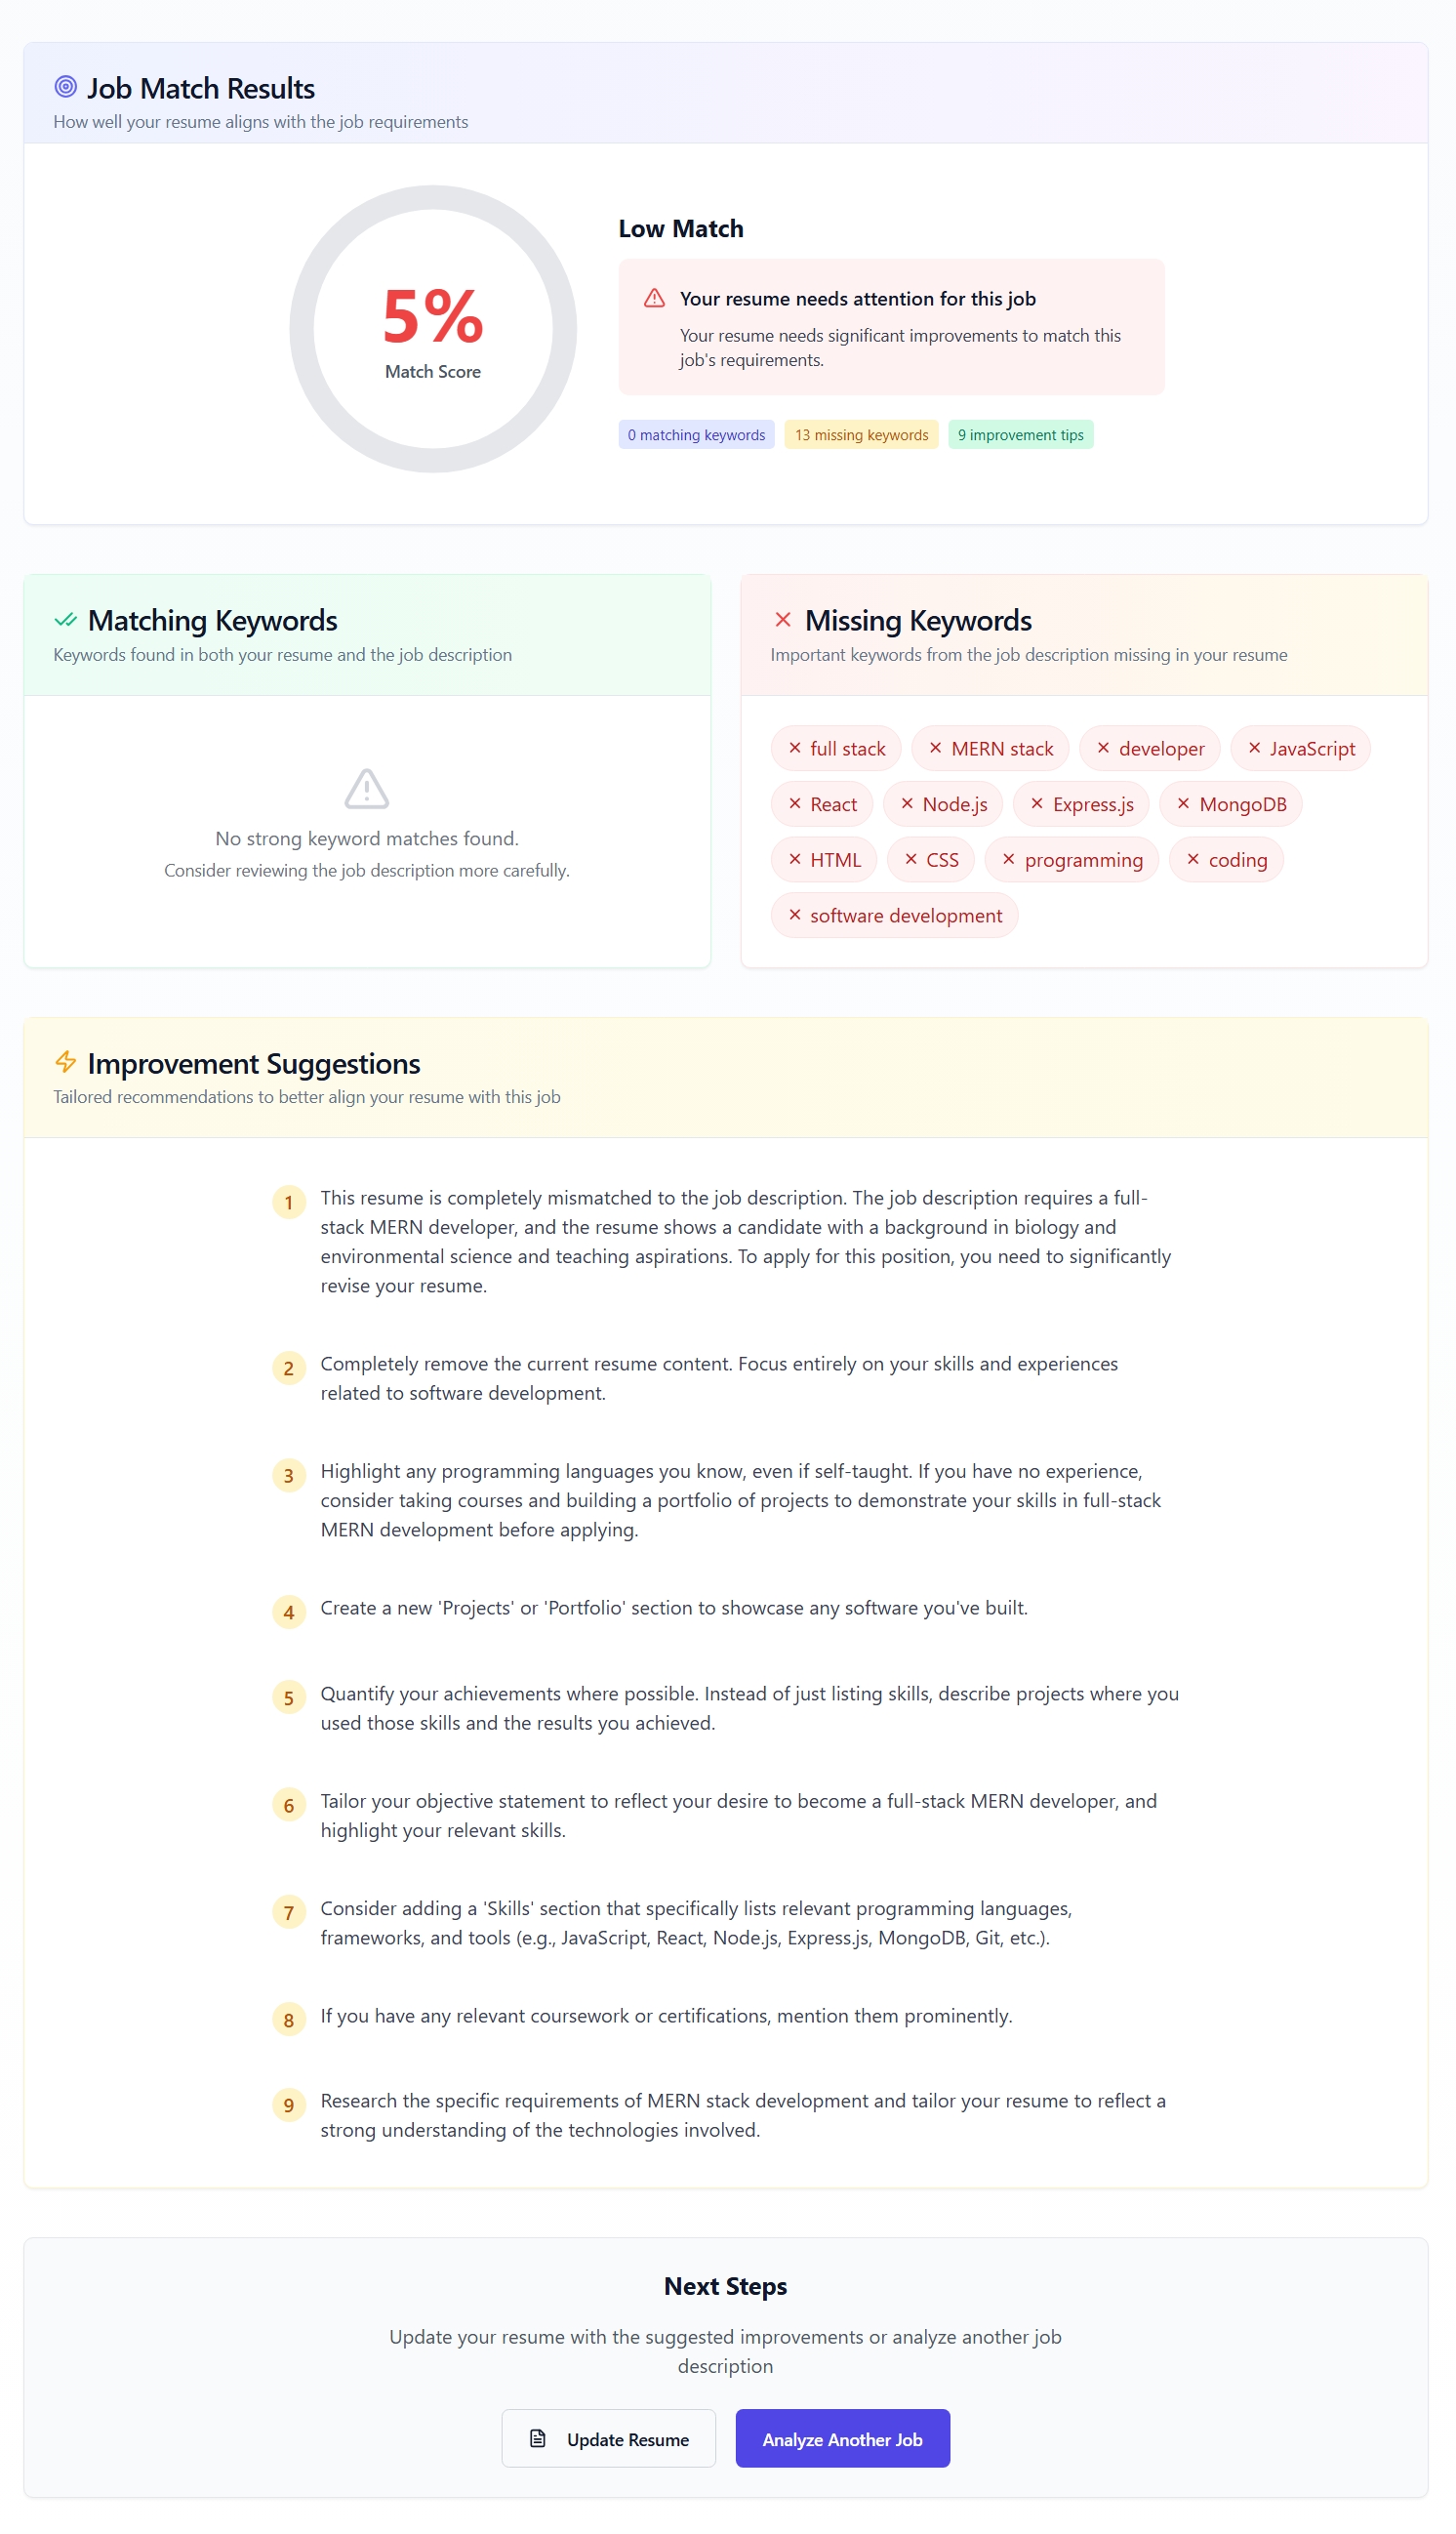 Job Match Results
How well your resume aligns with the job requirements
5%
Match Score
Low Match
Your resume needs attention for this job
Your resume needs significant improvements to match this
job's requirements.
0 matching keywords
13 missing keywords
9 improvement tips
Matching Keywords
Keywords found in both your resume and the job description
No strong keyword matches found.
Consider reviewing the job description more carefully.
Missing Keywords
Important keywords from the job description missing in your resume
full stack
MERN stack
developer
JavaScript
React
Node.js
Express.js
MongoDB
HTML
CSS
programming
coding
software development
Improvement Suggestions
Tailored recommendations to better align your resume with this job
1 This resume is completely mismatched to the job description. The job description requires a full-
stack MERN developer, and the resume shows a candidate with a background in biology and
environmental science and teaching aspirations. To apply for this position, you need to significantly
revise your resume.
2 Completely remove the current resume content. Focus entirely on your skills and experiences
related to software development.
3 Highlight any programming languages you know, even if self-taught. If you have no experience,
consider taking courses and building a portfolio of projects to demonstrate your skills in full-stack
MERN development before applying.
4 Create a new 'Projects' or 'Portfolio' section to showcase any software you've built.
5 Quantify your achievements where possible. Instead of just listing skills, describe projects where you
used those skills and the results you achieved.
6 Tailor your objective statement to reflect your desire to become a full-stack MERN developer, and
highlight your relevant skills.
7 Consider adding a 'Skills' section that specifically lists relevant programming languages,
frameworks, and tools (e.g., JavaScript, React, Node.js, Express.js, MongoDB, Git, etc.).
8 If you have any relevant coursework or certifications, mention them prominently.
9 Research the specific requirements of MERN stack development and tailor your resume to reflect a
strong understanding of the technologies involved.
Next Steps
Update your resume with the suggested improvements or analyze another job
description
Update Resume
Analyze Another Job